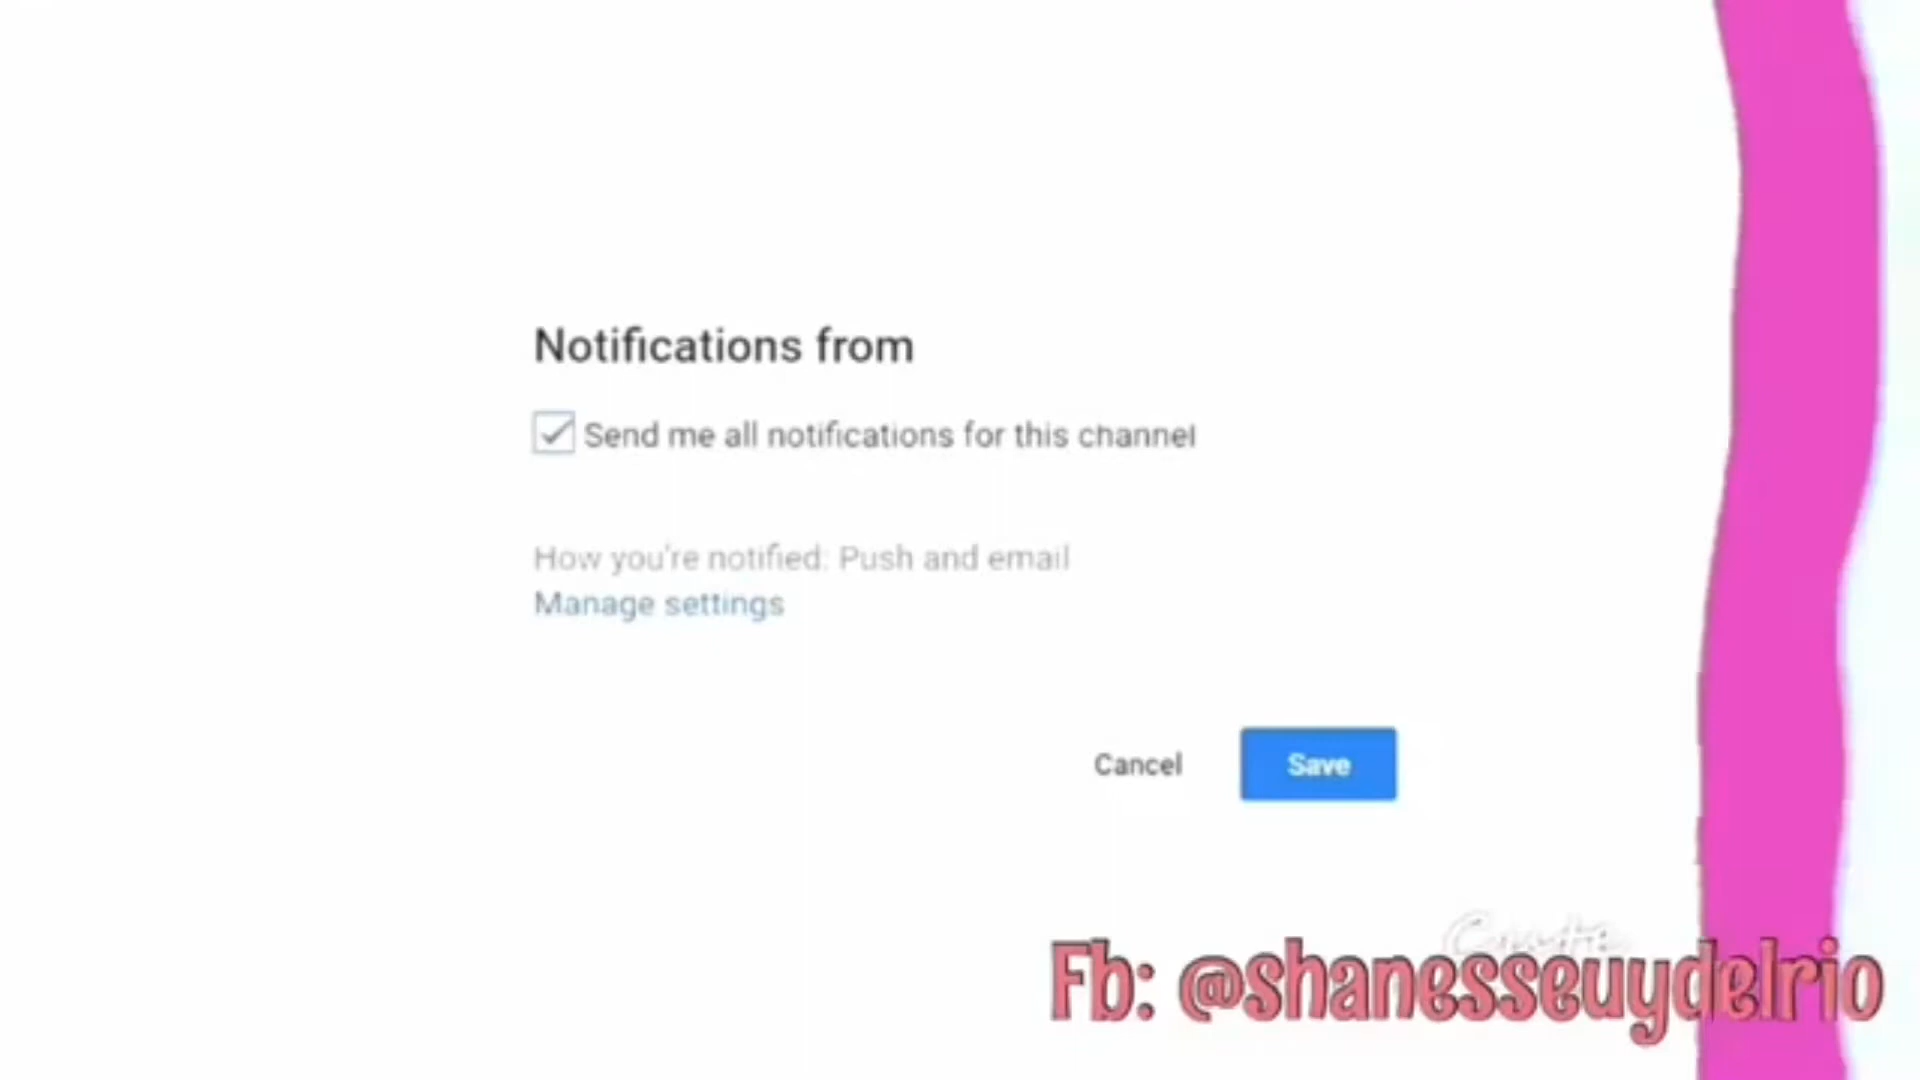 Notifications from
Send me all notifications for this channel
How you're notified: Push and email
Manage settings
Cancel
Save
Fb: @shanesseuydelrio